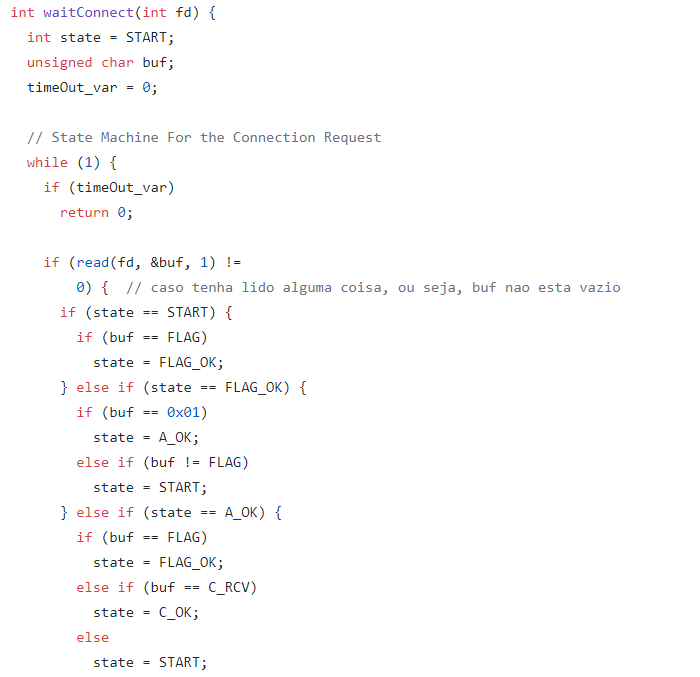 int waitConnect(int fd) {
  int state = START;
  unsigned char buf;
  timeOut_var = 0;

  // State Machine For the Connection Request
  while (1) {
    if (timeOut_var)
      return 0;

    if (read(fd, &buf, 1) !=
        0) {  // caso tenha lido alguma coisa, ou seja, buf nao esta vazio
      if (state == START) {
        if (buf == FLAG)
          state = FLAG_OK;
      } else if (state == FLAG_OK) {
        if (buf == 0x01)
          state = A_OK;
        else if (buf != FLAG)
          state = START;
      } else if (state == A_OK) {
        if (buf == FLAG)
          state = FLAG_OK;
        else if (buf == C_RCV)
          state = C_OK;
        else
          state = START;